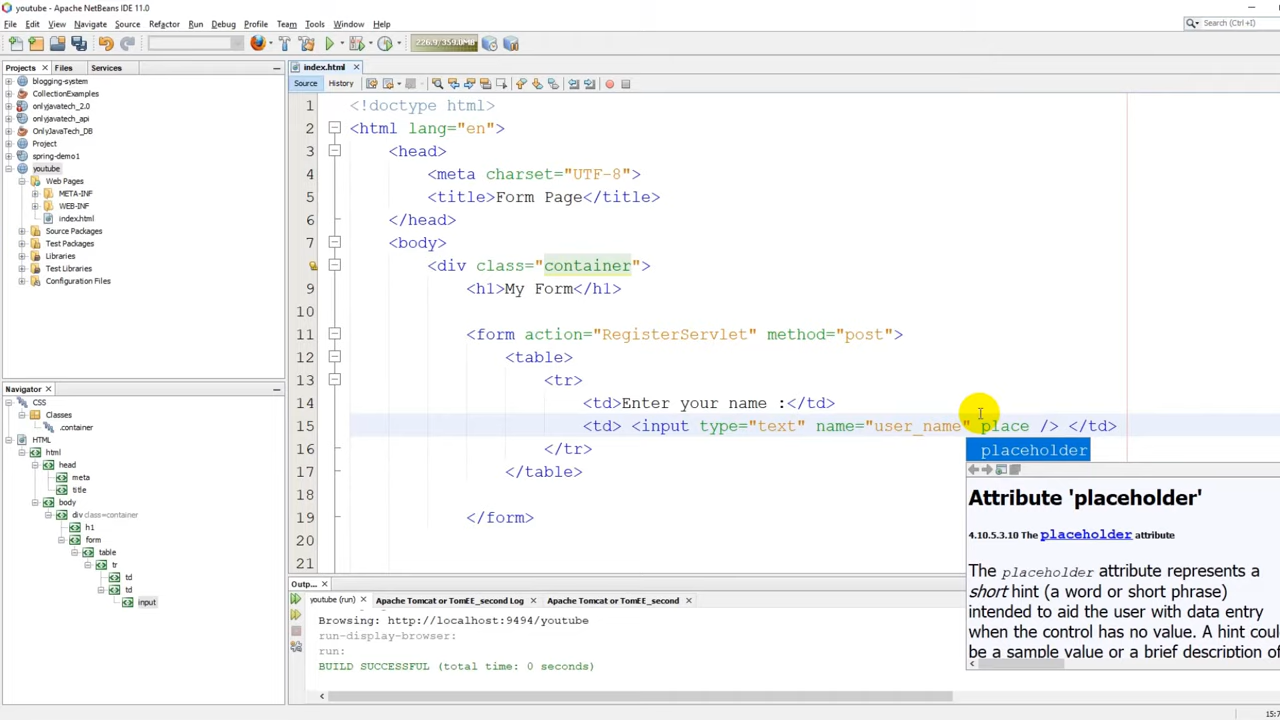 youtube - Apache NetBeans IDE 11.0
File Edit View Navigate Source Refactor Run Debug Profile Team Tools Window Help
Search (Ctrl+I)
226.9/359.0MB
Projects Files Services
index.html
Source History
blogging-system
CollectionExamples
onlyjavatech_2.0
onlyjavatech_api
OnlyJavaTech_DB
Project
spring-demo1
youtube
Web Pages
META-INF
WEB-INF
index.html
Source Packages
Test Packages
Libraries
Test Libraries
Configuration Files
1 <!doctype html>
2 <html lang="en">
3 <head>
4 <meta charset="UTF-8">
5 <title>Form Page</title>
6 </head>
7 <body>
<div class="container">
9 <h1>My Form</h1>
10
11 <form action="RegisterServlet" method="post">
12 <table>
13 <tr>
14 <td>Enter your name :</td>
15 <td> <input type="text" name="user_name" place /> </td>
16 </tr>
17 </table>
18
19 </form>
20
21
placeholder
Attribute 'placeholder'
4.10.5.3.10 The placeholder attribute
The placeholder attribute represents a
short hint (a word or short phrase)
intended to aid the user with data entry
when the control has no value. A hint coul
be a sample value or a brief description of
Navigator
CSS
Classes
.container
HTML
html
head
meta
title
body
div class=container
h1
form
table
tr
td
td
input
Outp...
youtube (run) Apache Tomcat or TomEE_second Log Apache Tomcat or TomEE_second
Browsing: http://localhost:9494/youtube
run-display-browser:
run:
BUILD SUCCESSFUL (total time: 0 seconds)